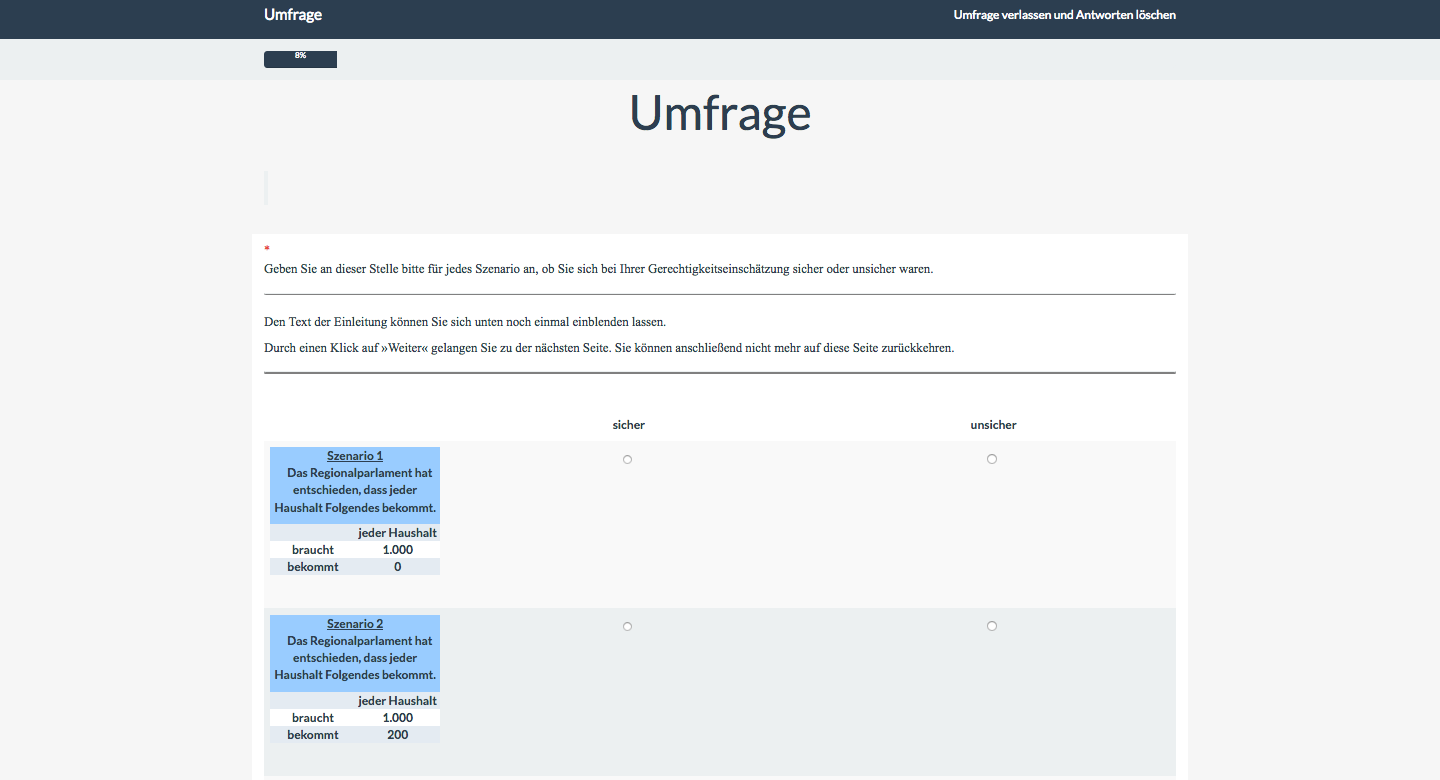 Umfrage Umfrage verlassen und Antworten löschen
8%
Umfrage
*
Geben Sie an dieser Stelle bitte für jedes Szenario an, ob Sie sich bei Ihrer Gerechtigkeitseinschätzung sicher oder unsicher waren.
Den Text der Einleitung können Sie sich unten noch einmal einblenden lassen.
Durch einen Klick auf »Weiter« gelangen Sie zu der nächsten Seite. Sie können anschließend nicht mehr auf diese Seite zurückkehren.
sicher unsicher
Szenario 1
Das Regionalparlament hat
entschieden, dass jeder
Haushalt Folgendes bekommt.
jeder Haushalt
braucht 1.000
bekommt 0
Szenario 2
Das Regionalparlament hat
entschieden, dass jeder
Haushalt Folgendes bekommt.
jeder Haushalt
braucht 1.000
bekommt 200